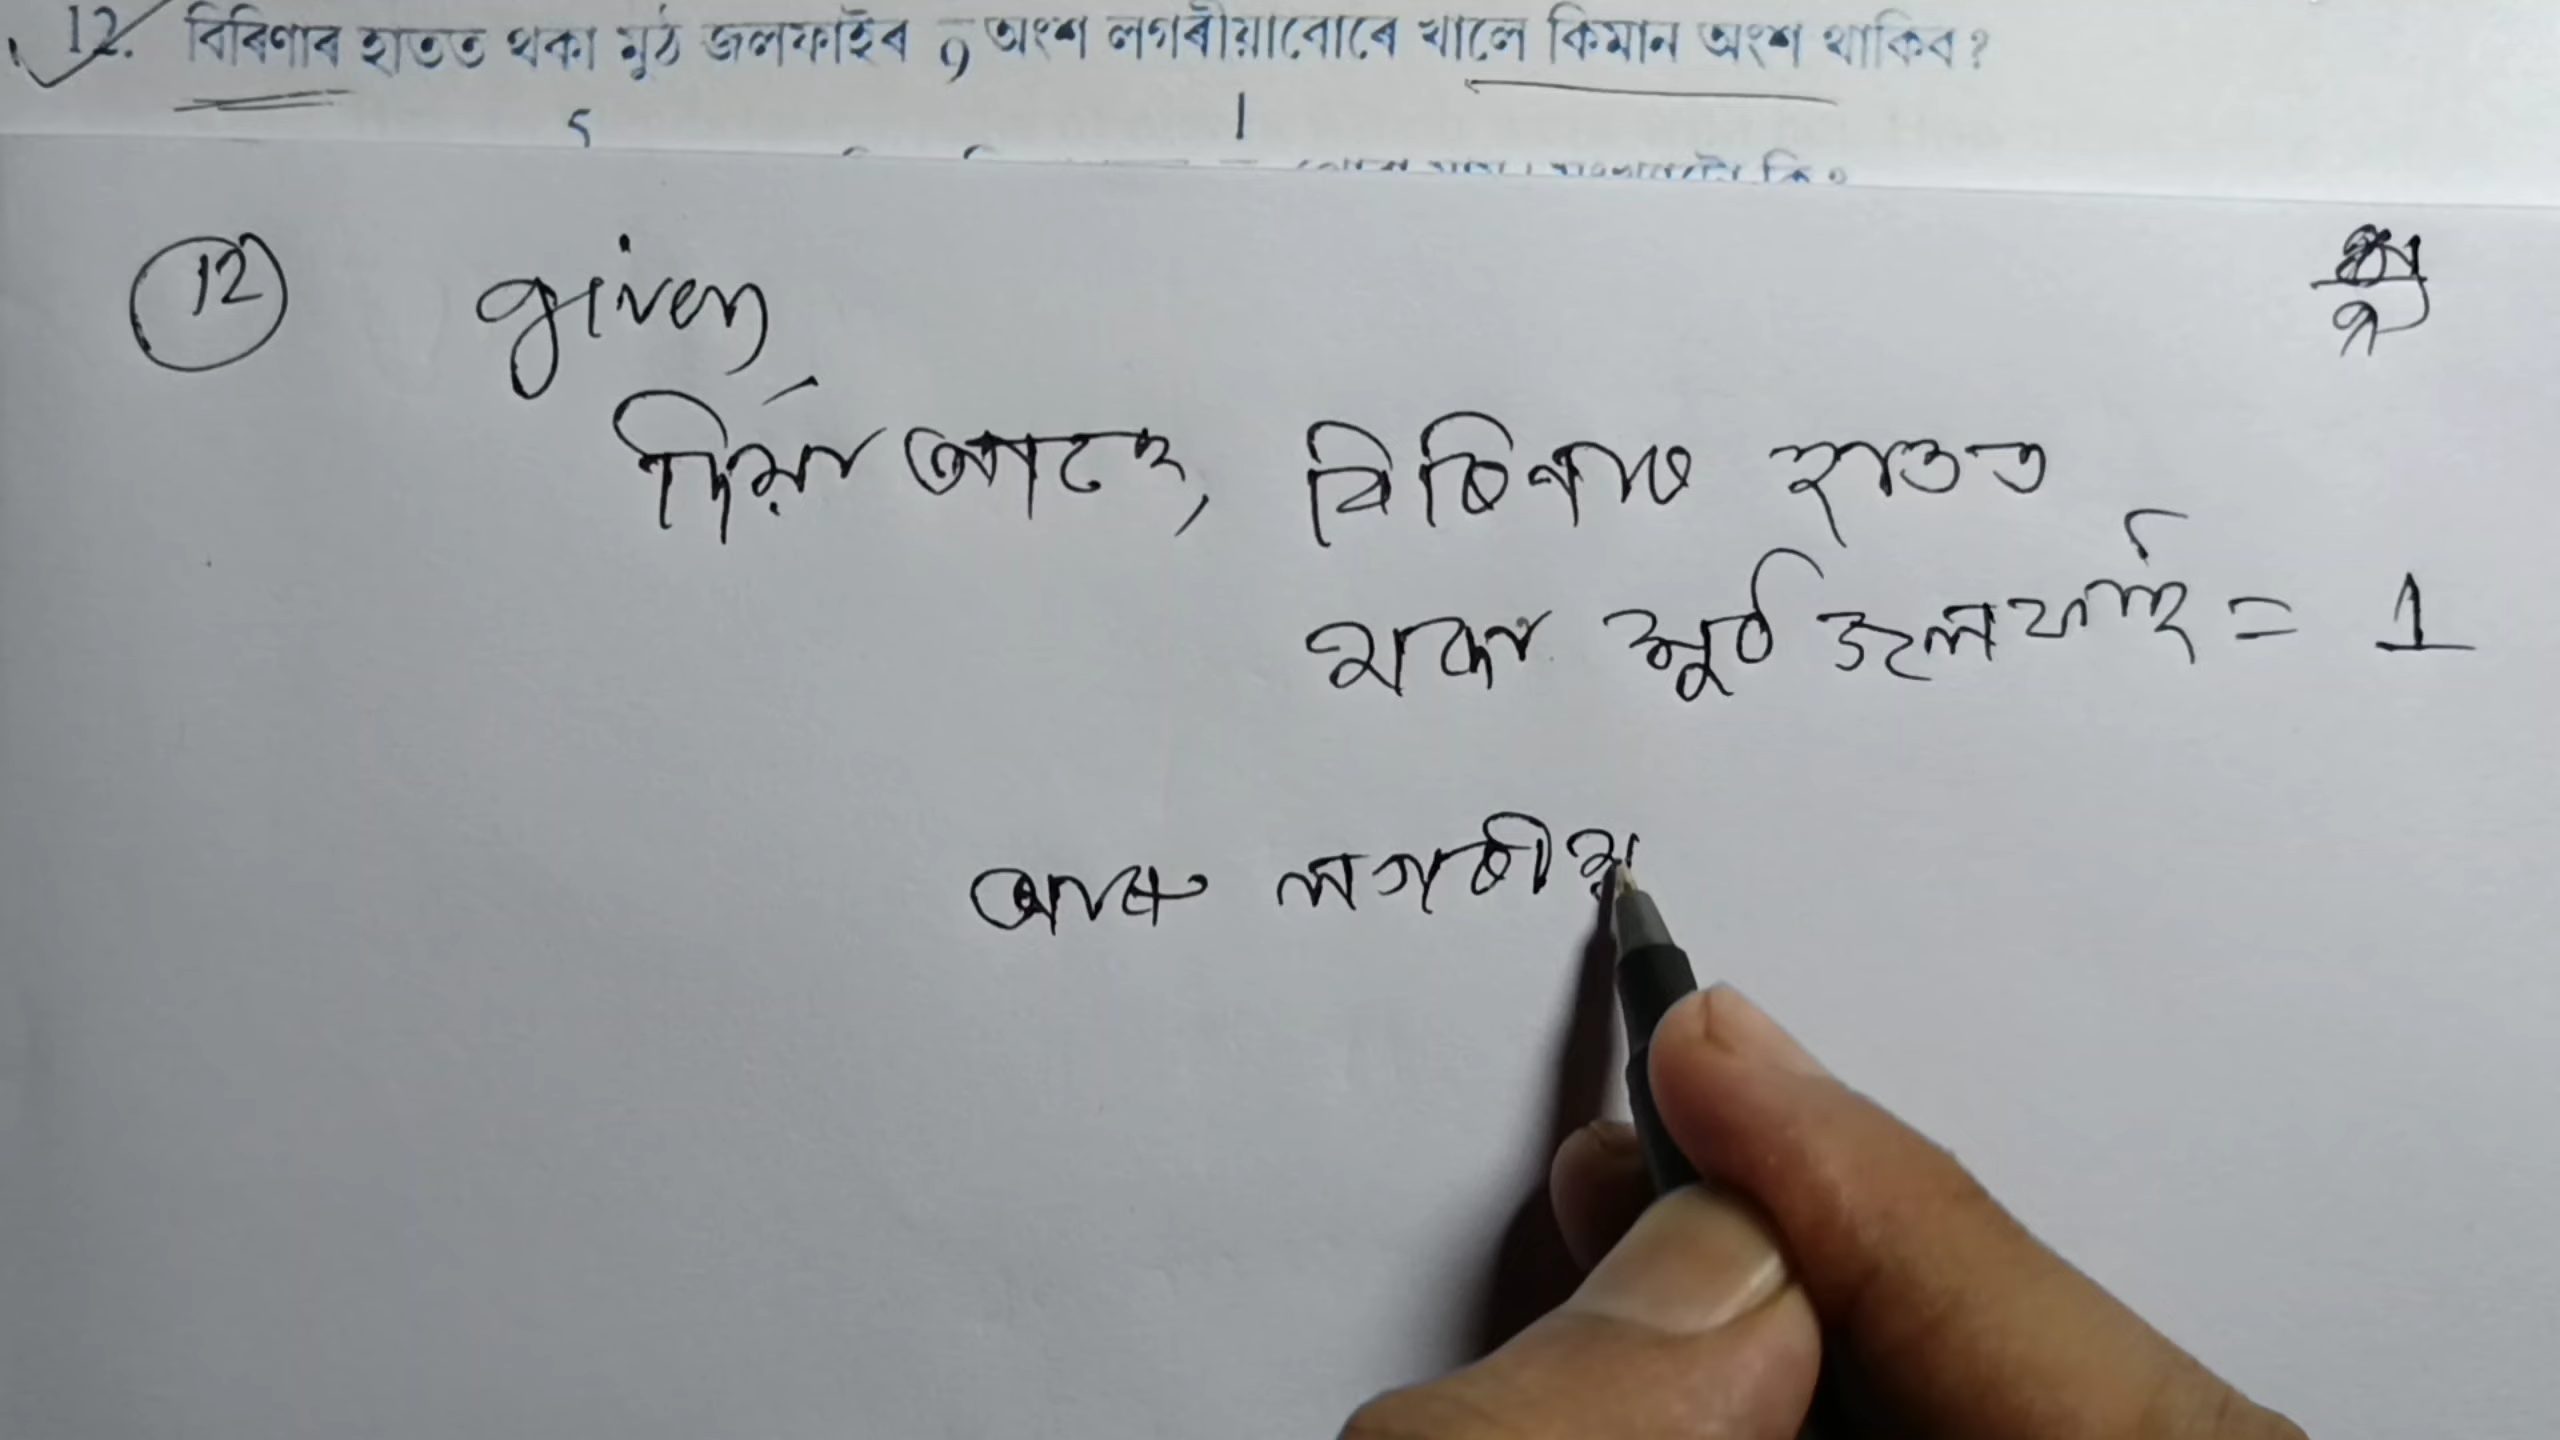 12. বিৰিণাৰ হাতত থকা মুঠ জলফাইৰ 9 অংশ লগৰীয়াবোৰে খালে কিমান অংশ থাকিব?
5 1
12 given
দিয়া আছে, বিৰিণাৰ হাতত
থকা মুঠ জলফাই = 1
আৰু লগৰীয়